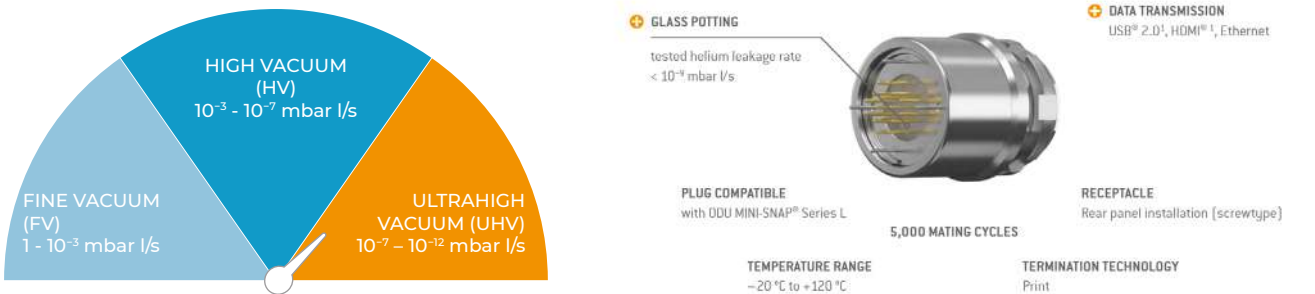 HIGH VACUUM
(HV)
10⁻³ - 10⁻⁷ mbar l/s
FINE VACUUM
(FV)
1 - 10⁻³ mbar l/s
ULTRAHIGH
VACUUM (UHV)
10⁻⁷ – 10⁻¹² mbar l/s
GLASS POTTING
tested helium leakage rate
< 10⁻⁹ mbar l/s
DATA TRANSMISSION
USB® 2.0¹, HDMI® ¹, Ethernet
PLUG COMPATIBLE
with ODU MINI-SNAP® Series L
RECEPTACLE
Rear panel installation (screwtype)
5,000 MATING CYCLES
TEMPERATURE RANGE
–20 °C to +120 °C
TERMINATION TECHNOLOGY
Print